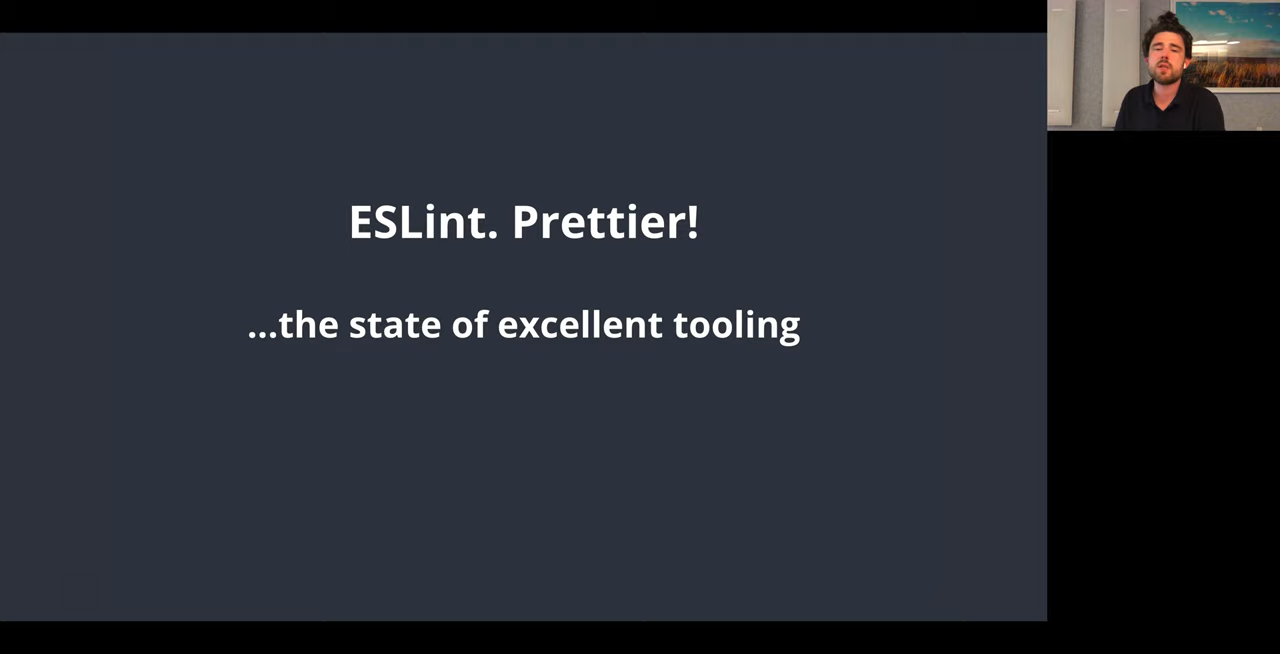 ESLint. Prettier!
...the state of excellent tooling